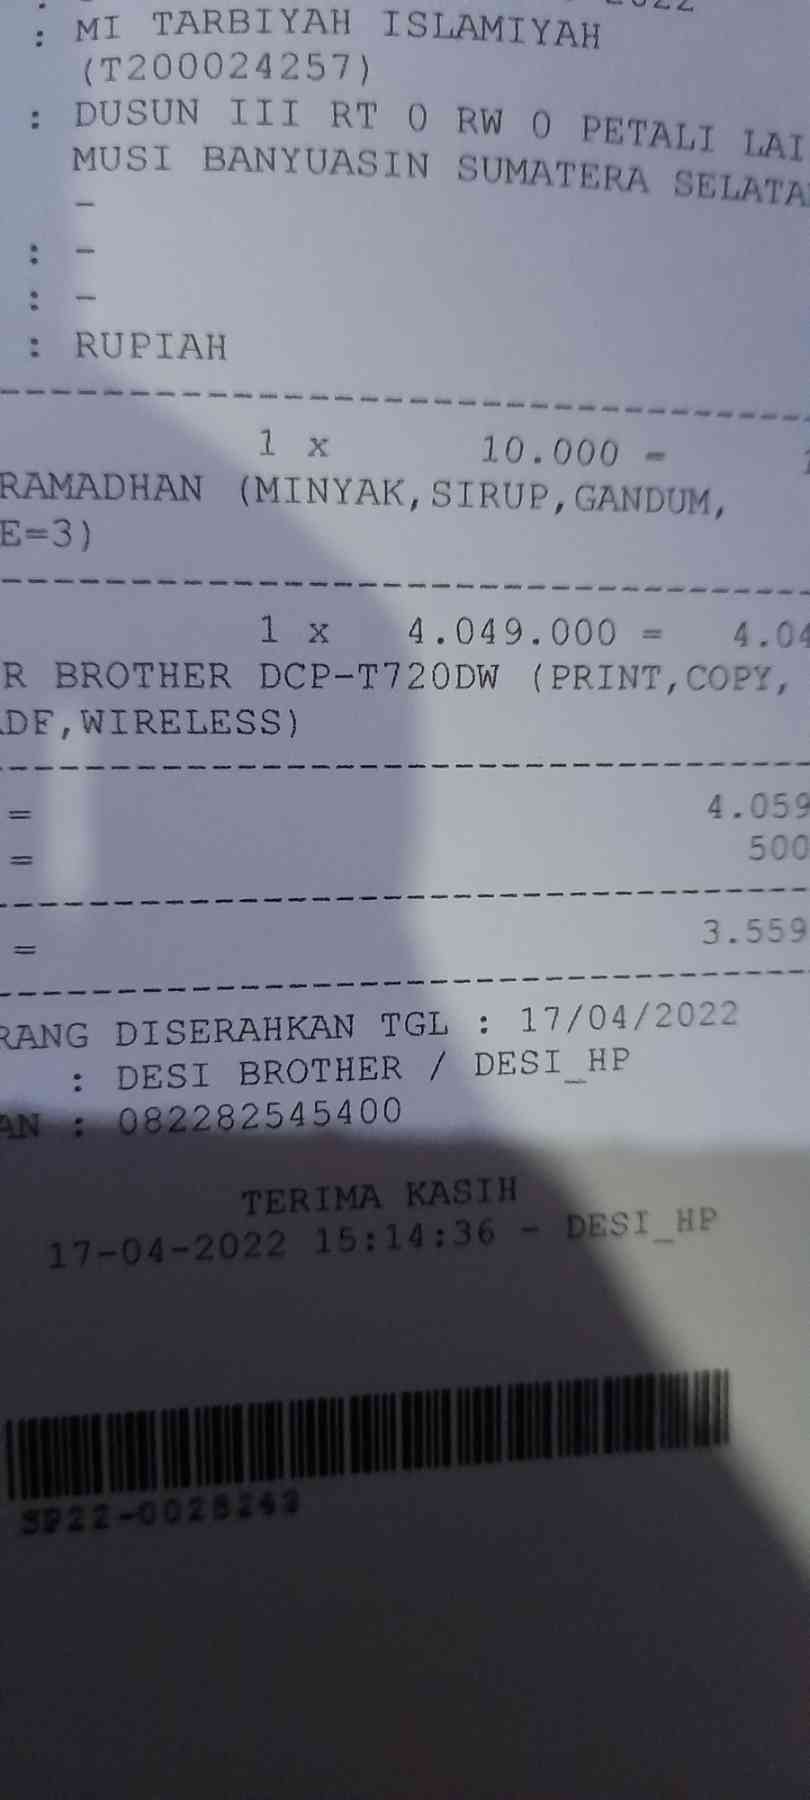 : MI TARBIYAH ISLAMIYAH
(T200024257)
: DUSUN III RT 0 RW 0 PETALI LAI
MUSI BANYUASIN SUMATERA SELATA
-
: -
: -
: RUPIAH
1 x 10.000 =
RAMADHAN (MINYAK,SIRUP,GANDUM,
E=3)
1 x 4.049.000 = 4.04
R BROTHER DCP-T720DW (PRINT,COPY,
ADF,WIRELESS)
= 4.059
= 500
= 3.559
RANG DISERAHKAN TGL : 17/04/2022
: DESI BROTHER / DESI_HP
AN : 082282545400
TERIMA KASIH
17-04-2022 15:14:36 - DESI_HP